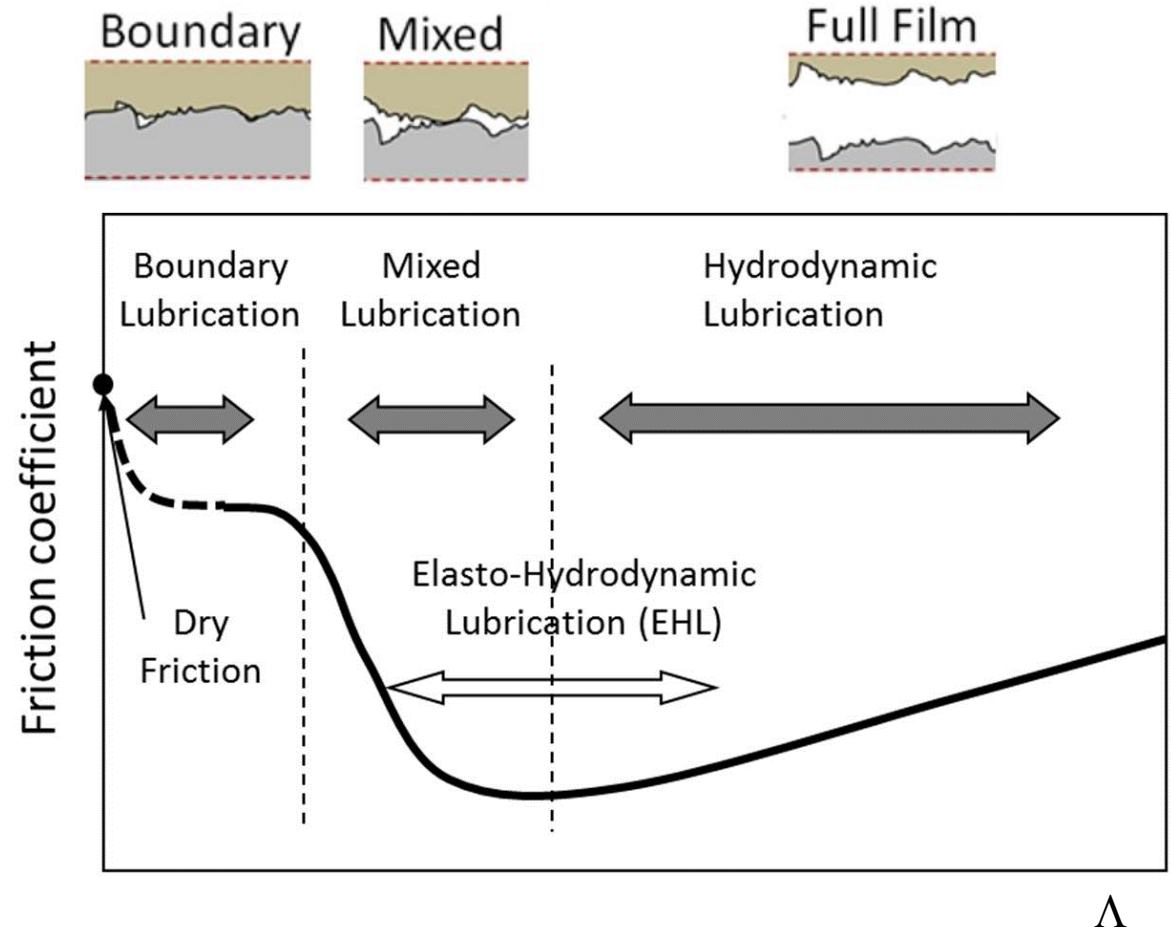 Boundary
Mixed
Full Film
Boundary
Lubrication
Mixed
Lubrication
Hydrodynamic
Lubrication
Friction coefficient
Elasto-Hydrodynamic
Lubrication (EHL)
Dry
Friction
Λ